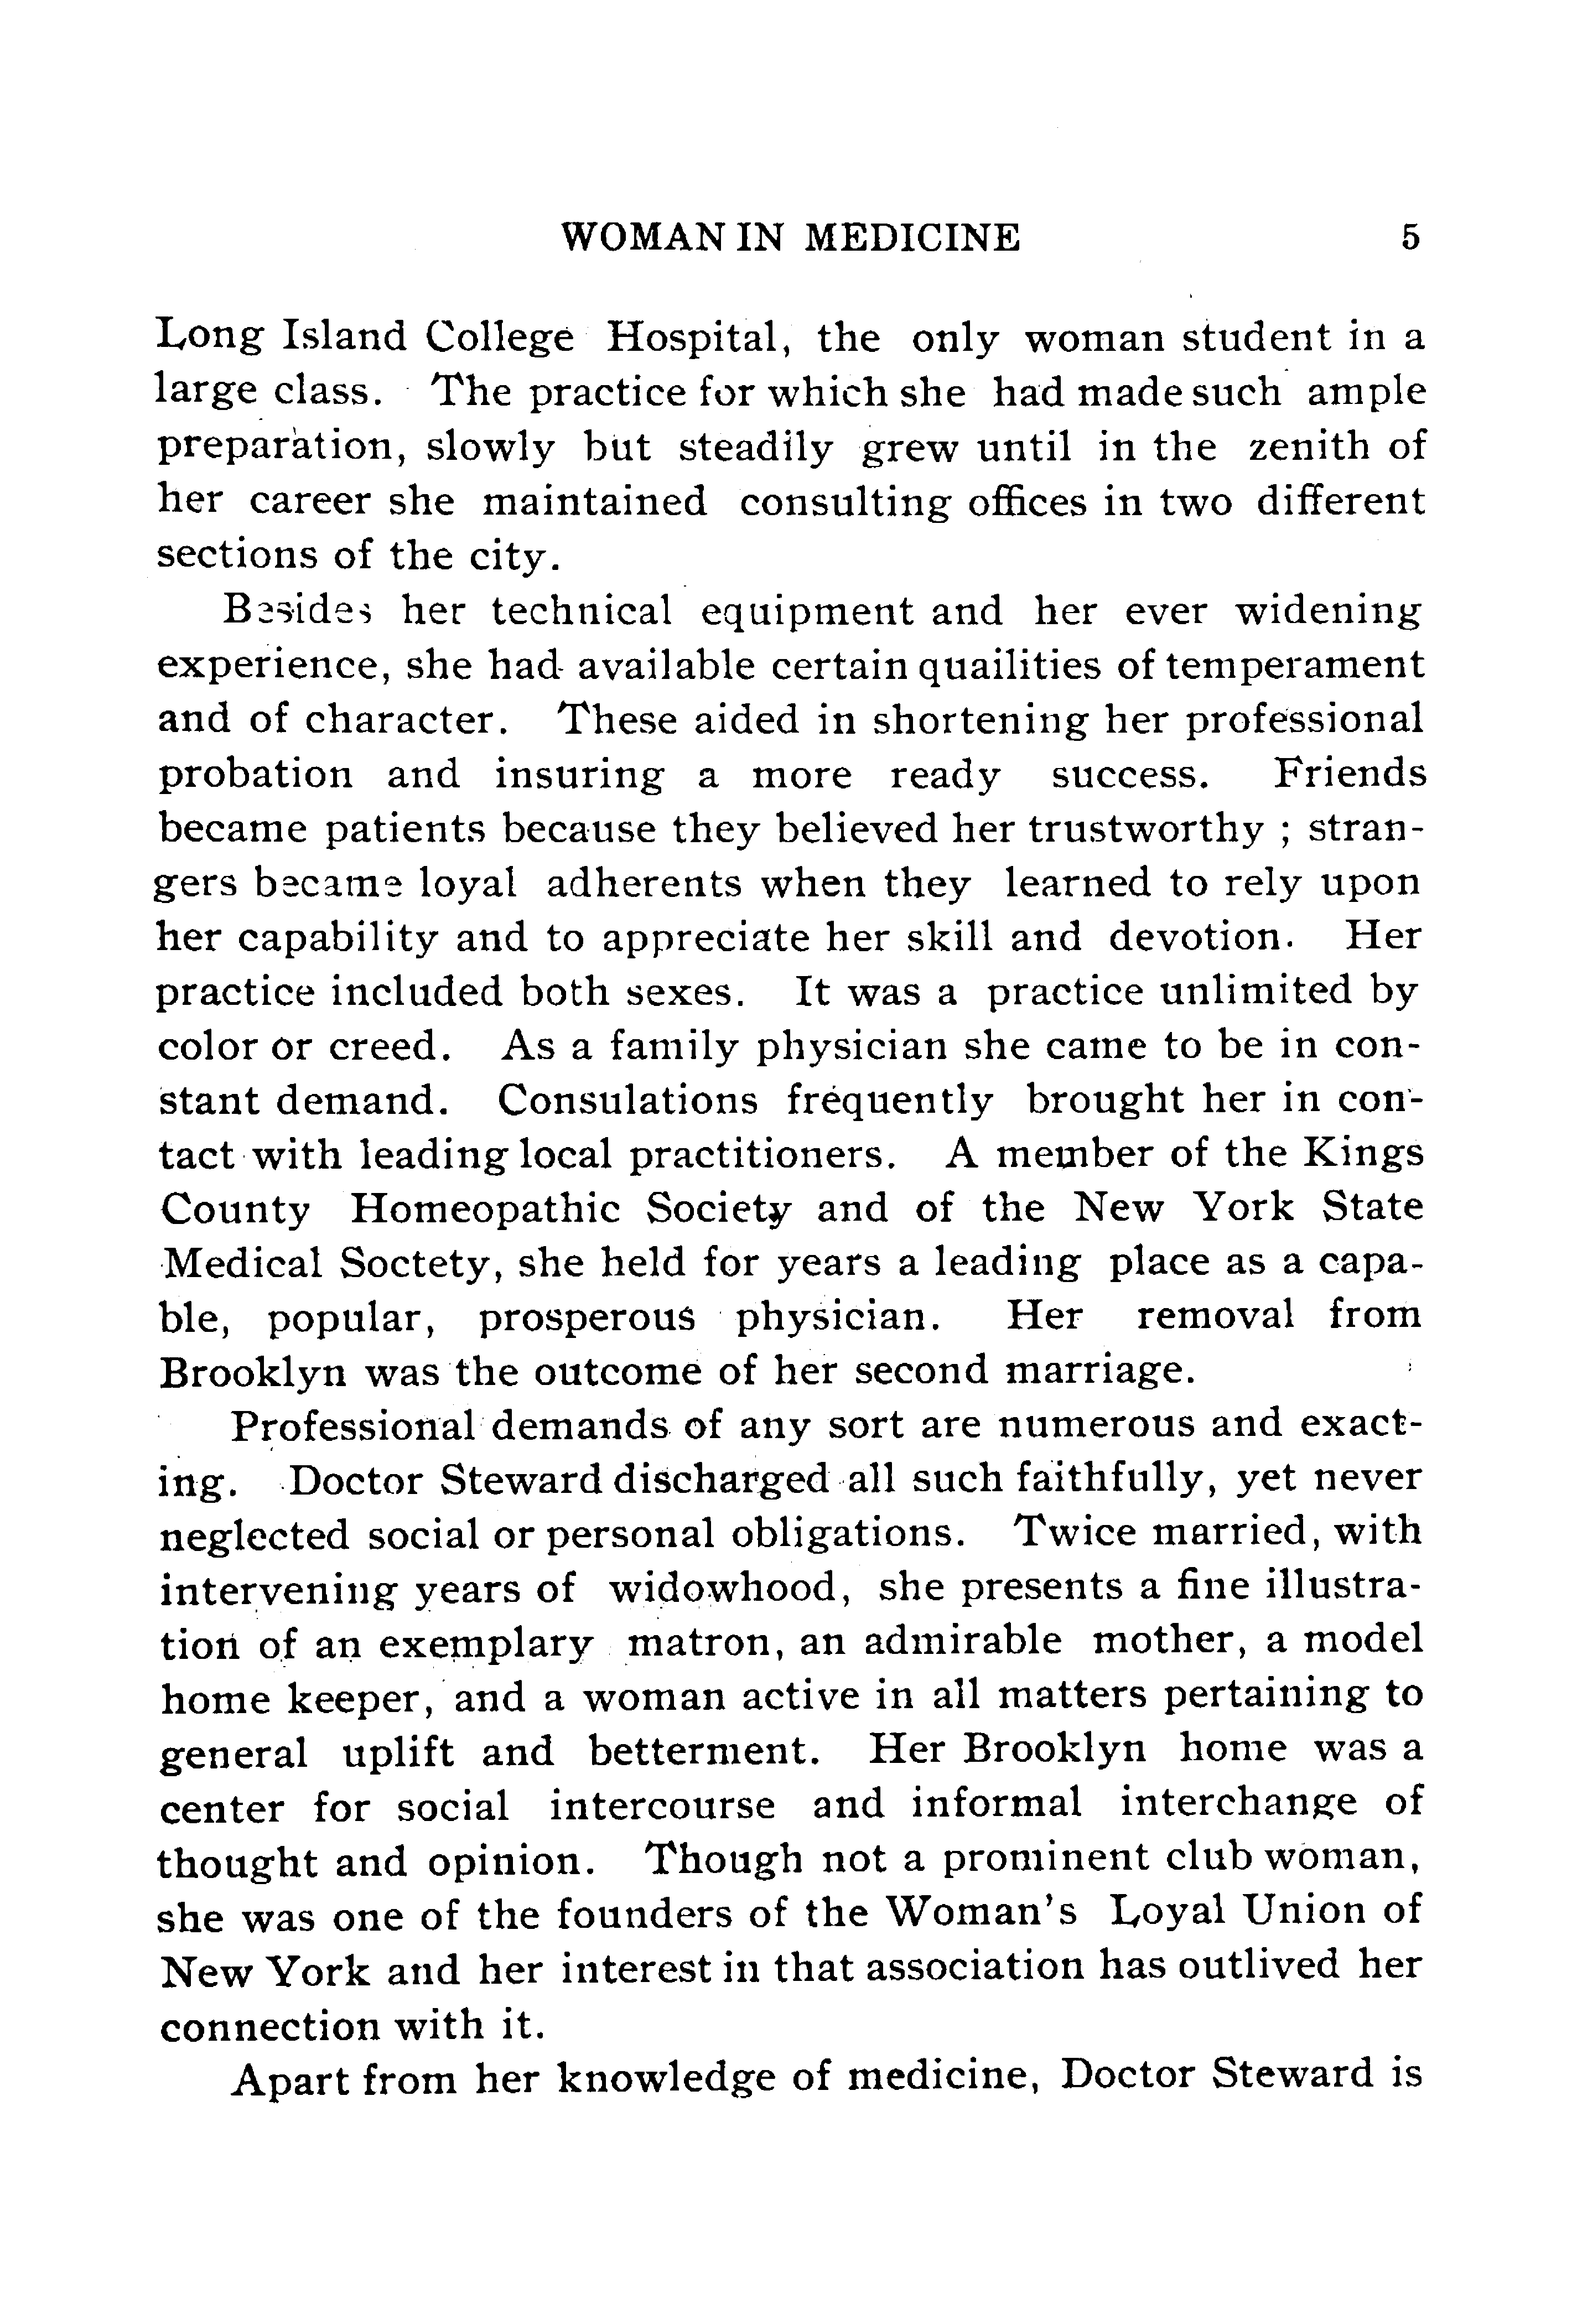 WOMAN IN MEDICINE 5
Long Island College Hospital, the only woman student in a
large class. The practice for which she had made such ample
preparation, slowly but steadily grew until in the zenith of
her career she maintained consulting offices in two different
sections of the city.
Besides her technical equipment and her ever widening
experience, she had available certain quailities of temperament
and of character. These aided in shortening her professional
probation and insuring a more ready success. Friends
became patients because they believed her trustworthy ; stran-
gers became loyal adherents when they learned to rely upon
her capability and to appreciate her skill and devotion. Her
practice included both sexes. It was a practice unlimited by
color or creed. As a family physician she came to be in con-
stant demand. Consulations frequently brought her in con-
tact with leading local practitioners. A member of the Kings
County Homeopathic Society and of the New York State
Medical Soctety, she held for years a leading place as a capa-
ble, popular, prosperous physician. Her removal from
Brooklyn was the outcome of her second marriage.
Professional demands of any sort are numerous and exact-
ing. Doctor Steward discharged all such faithfully, yet never
neglected social or personal obligations. Twice married, with
intervening years of widowhood, she presents a fine illustra-
tion of an exemplary matron, an admirable mother, a model
home keeper, and a woman active in all matters pertaining to
general uplift and betterment. Her Brooklyn home was a
center for social intercourse and informal interchange of
thought and opinion. Though not a prominent club woman,
she was one of the founders of the Woman's Loyal Union of
New York and her interest in that association has outlived her
connection with it.
Apart from her knowledge of medicine, Doctor Steward is